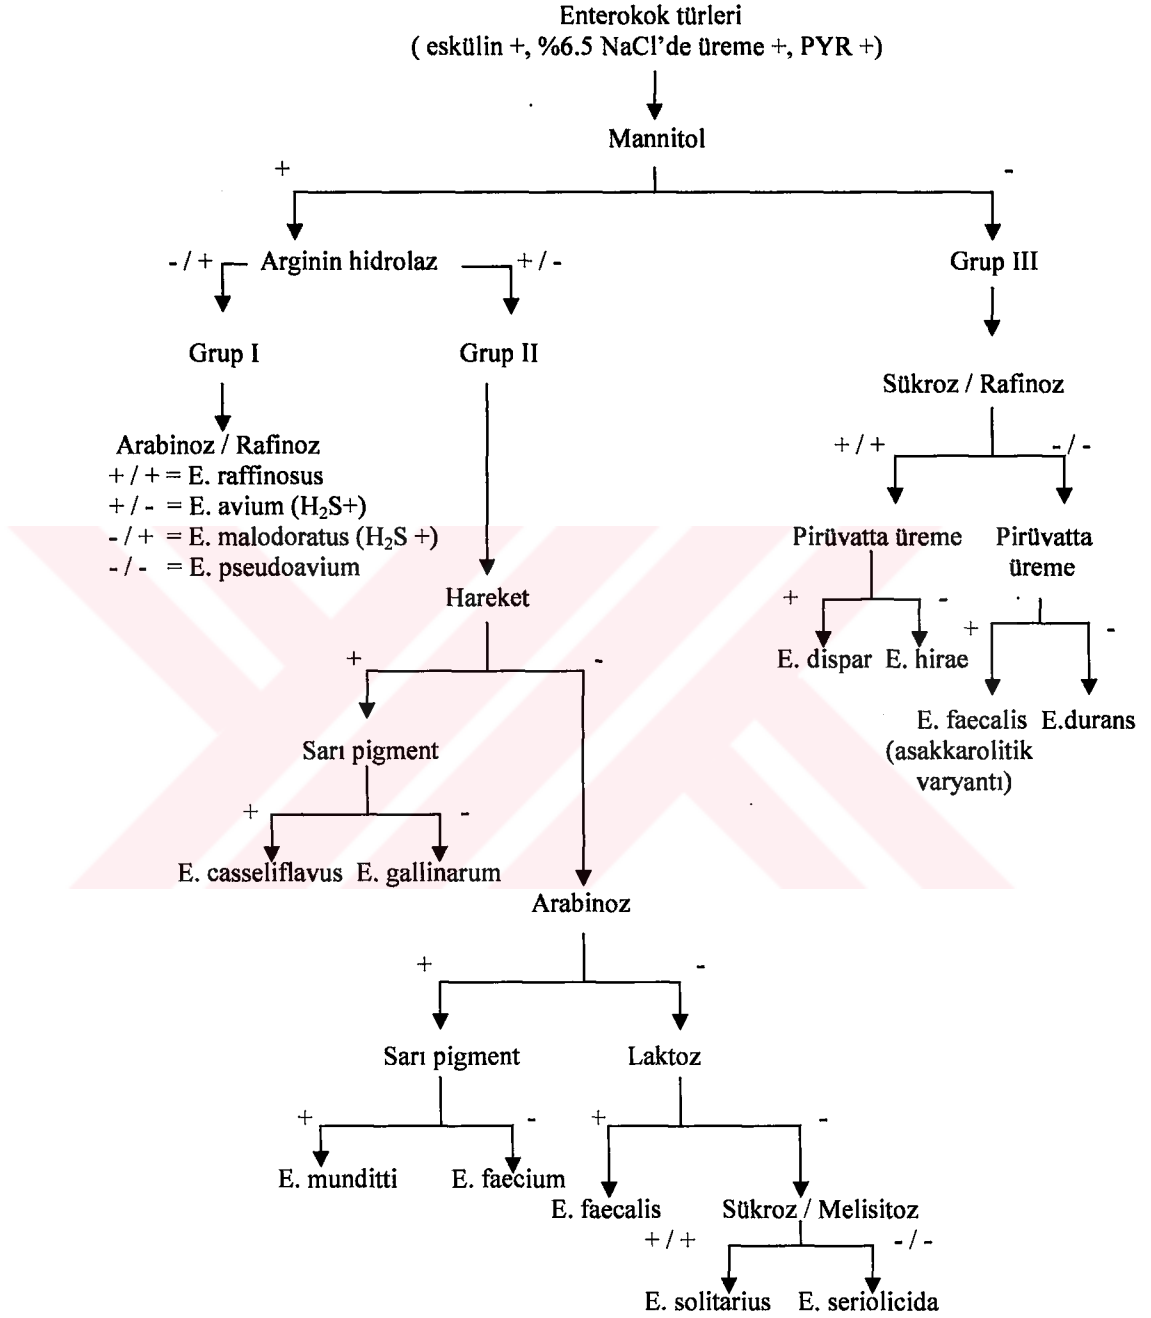 Enterokok türleri
( eskülin +, %6.5 NaCl'de üreme +, PYR +)
Mannitol
+ -
- / + Arginin hidrolaz + / - Grup III
Grup I Grup II
Sükroz / Rafinoz
Arabinoz / Rafinoz + / + - / -
+ / + = E. raffinosus
+ / - = E. avium (H₂S+)
- / + = E. malodoratus (H₂S +) Pirüvatta üreme Pirüvatta
- / - = E. pseudoavium üreme
Hareket + - + -
+ - E. dispar E. hirae
E. faecalis E.durans
Sarı pigment (asakkarolitik
varyantı)
+ -
E. casseliflavus E. gallinarum
Arabinoz
+ -
Sarı pigment Laktoz
+ - + -
E. munditti E. faecium
E. faecalis Sükroz / Melisitoz
+ / + - / -
E. solitarius E. seriolicida